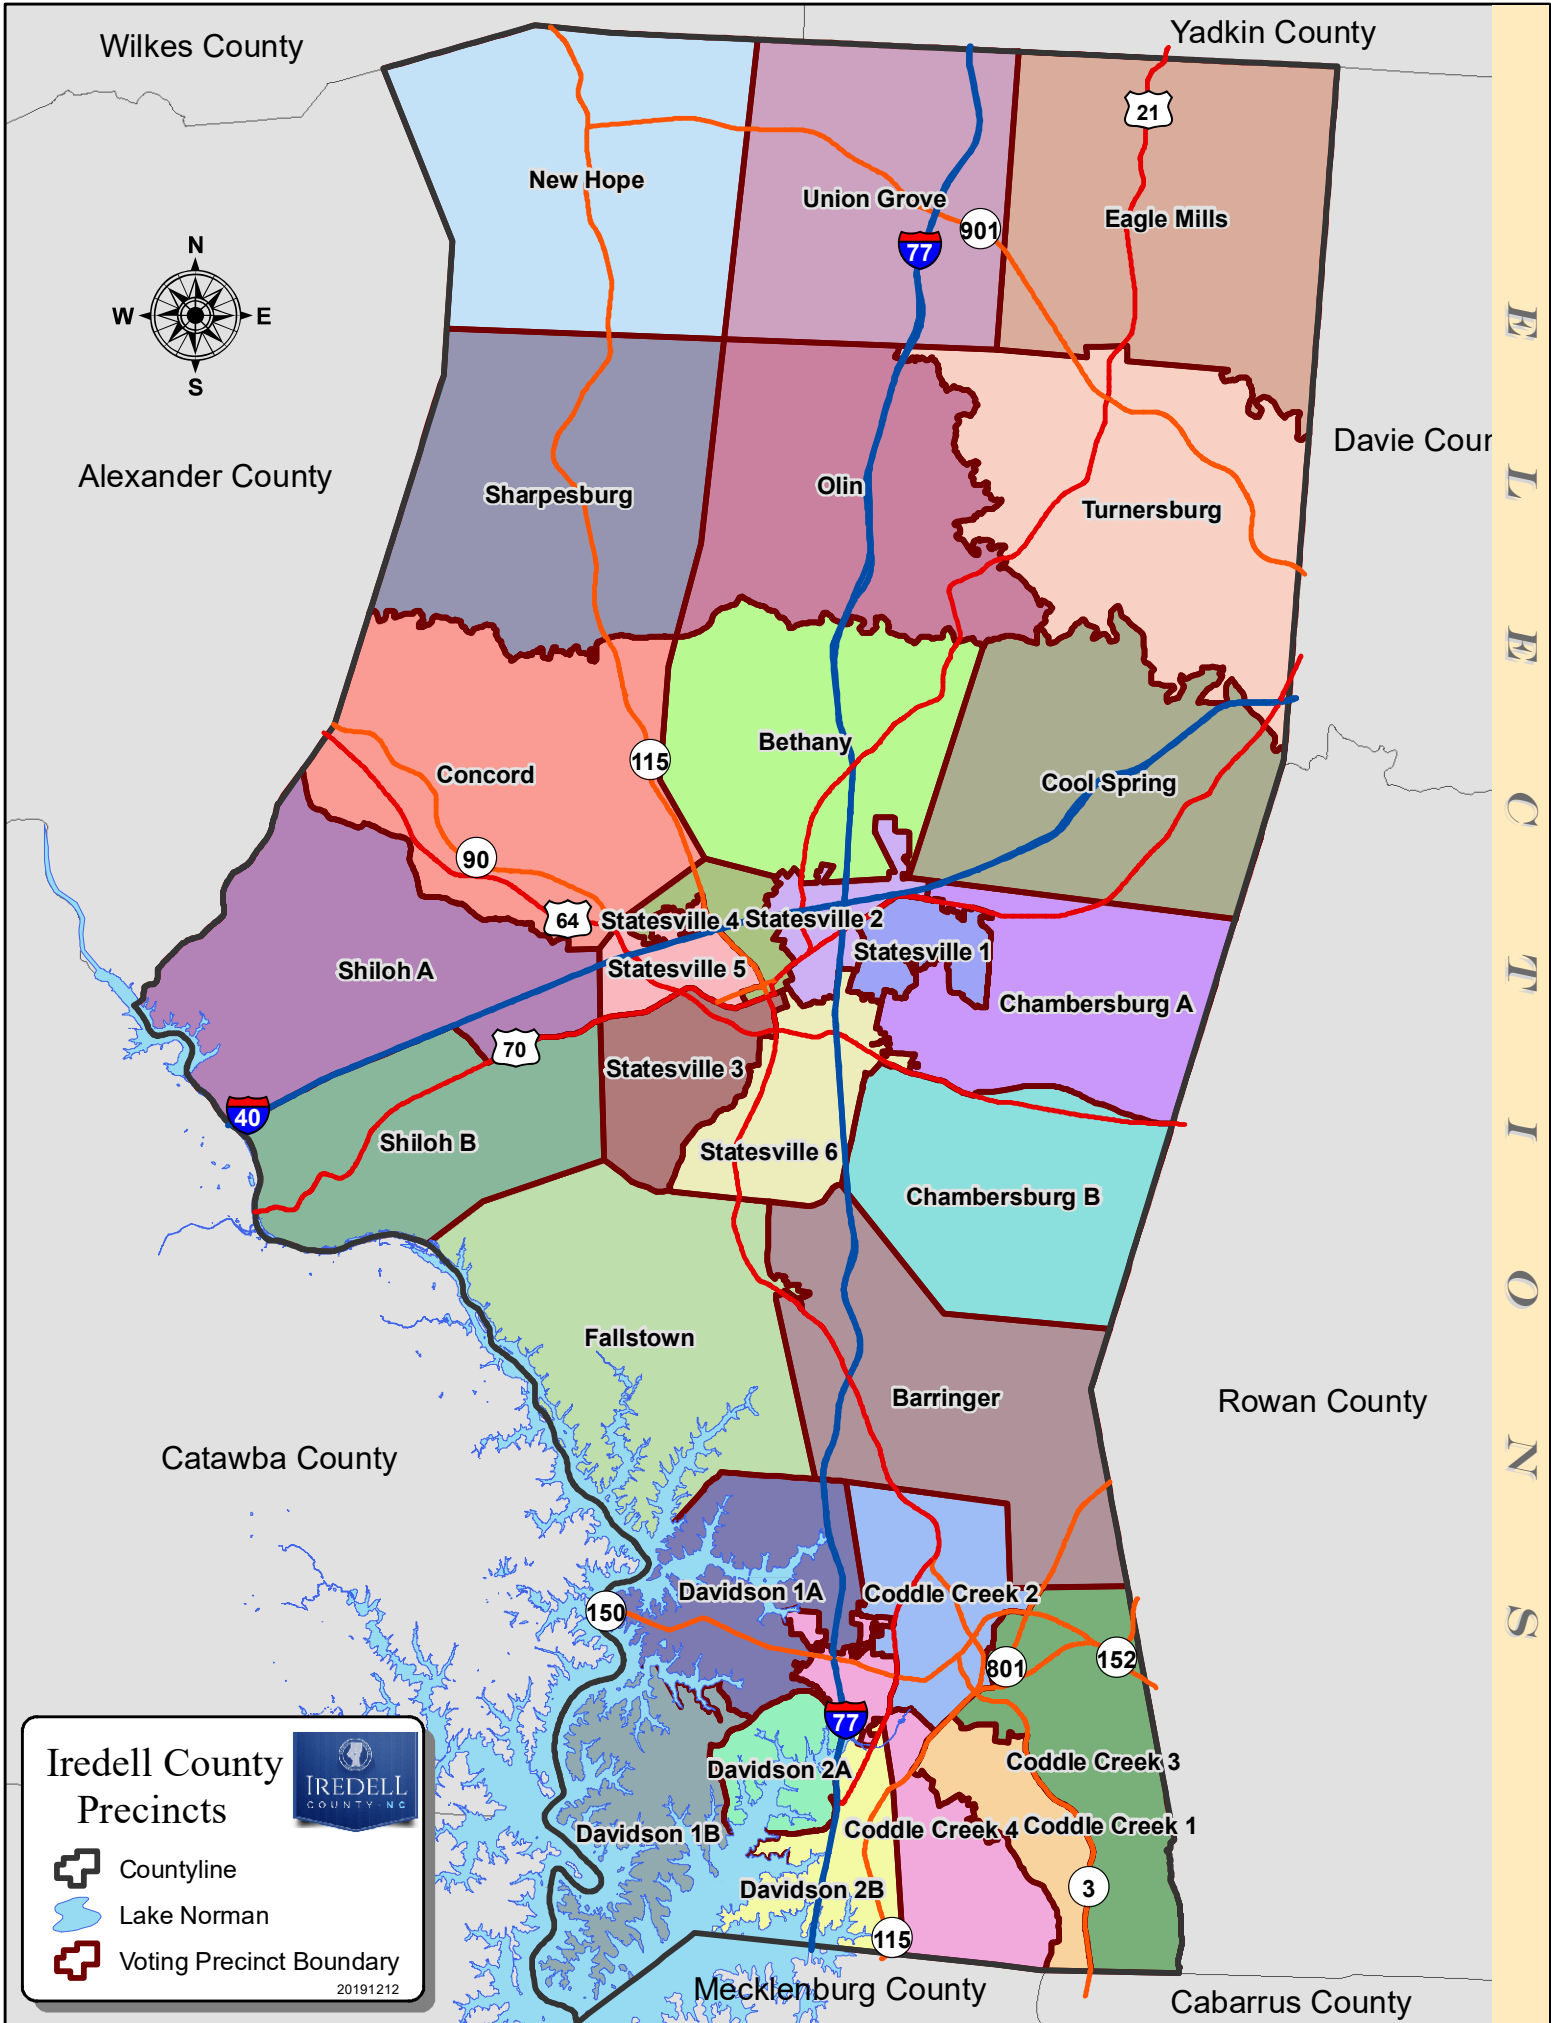 Wilkes County
Yadkin County
21
New Hope
Union Grove
901
Eagle Mills
77
N
W
E
S
Davie Cour
Alexander County
Sharpesburg
Olin
Turnersburg
Bethany
115
Concord
Cool Spring
90
64
Statesville 4
Statesville 2
Statesville 1
Shiloh A
Statesville 5
Chambersburg A
70
Statesville 3
40
Shiloh B
Statesville 6
Chambersburg B
Fallstown
Barringer
Rowan County
Catawba County
Davidson 1A
Coddle Creek 2
150
801
152
77
Coddle Creek 3
Davidson 2A
Coddle Creek 4
Coddle Creek 1
Davidson 1B
Davidson 2B
3
115
Mecklenburg County
Cabarrus County
Iredell County
Precincts
IREDELL
COUNTY·NC
Countyline
Lake Norman
Voting Precinct Boundary
20191212
ELECTIONS